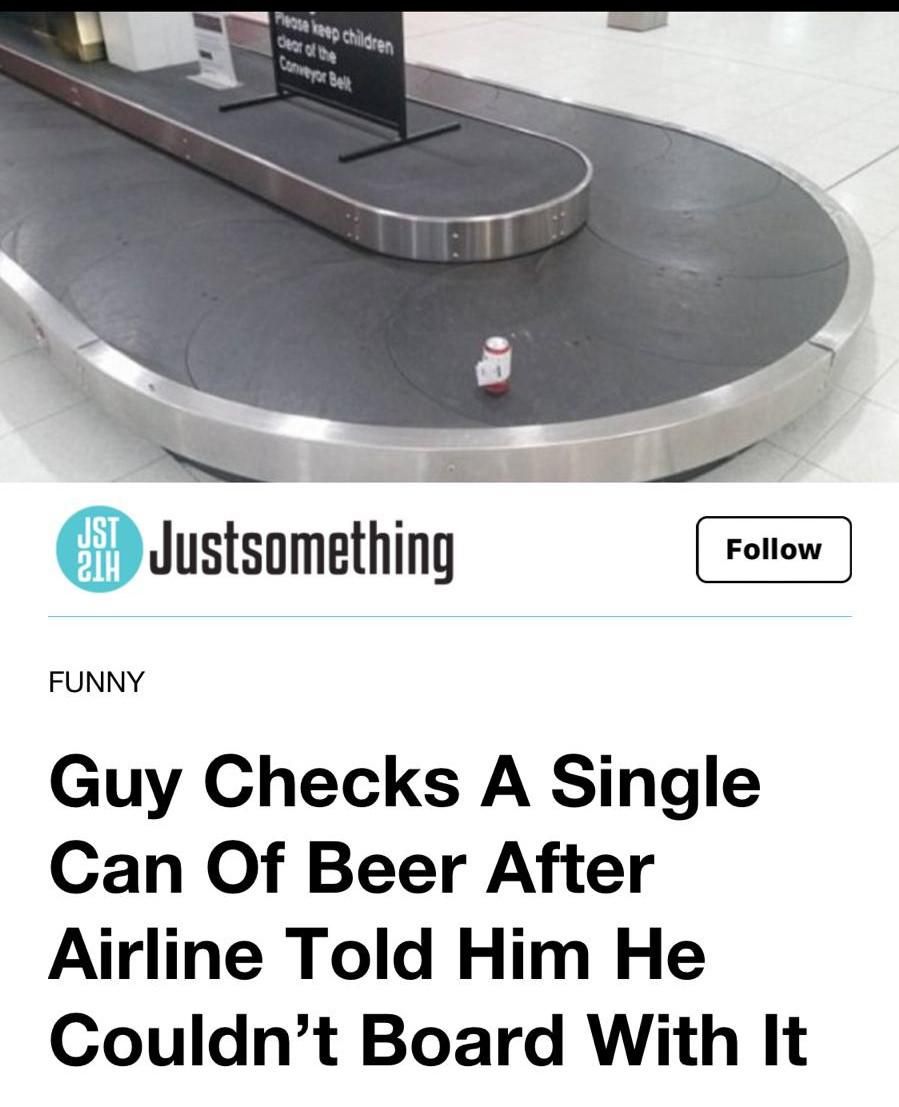 Please keep children
clear of the
Conveyor Belt
JST
HTS
Justsomething
Follow
FUNNY
Guy Checks A Single
Can Of Beer After
Airline Told Him He
Couldn’t Board With It